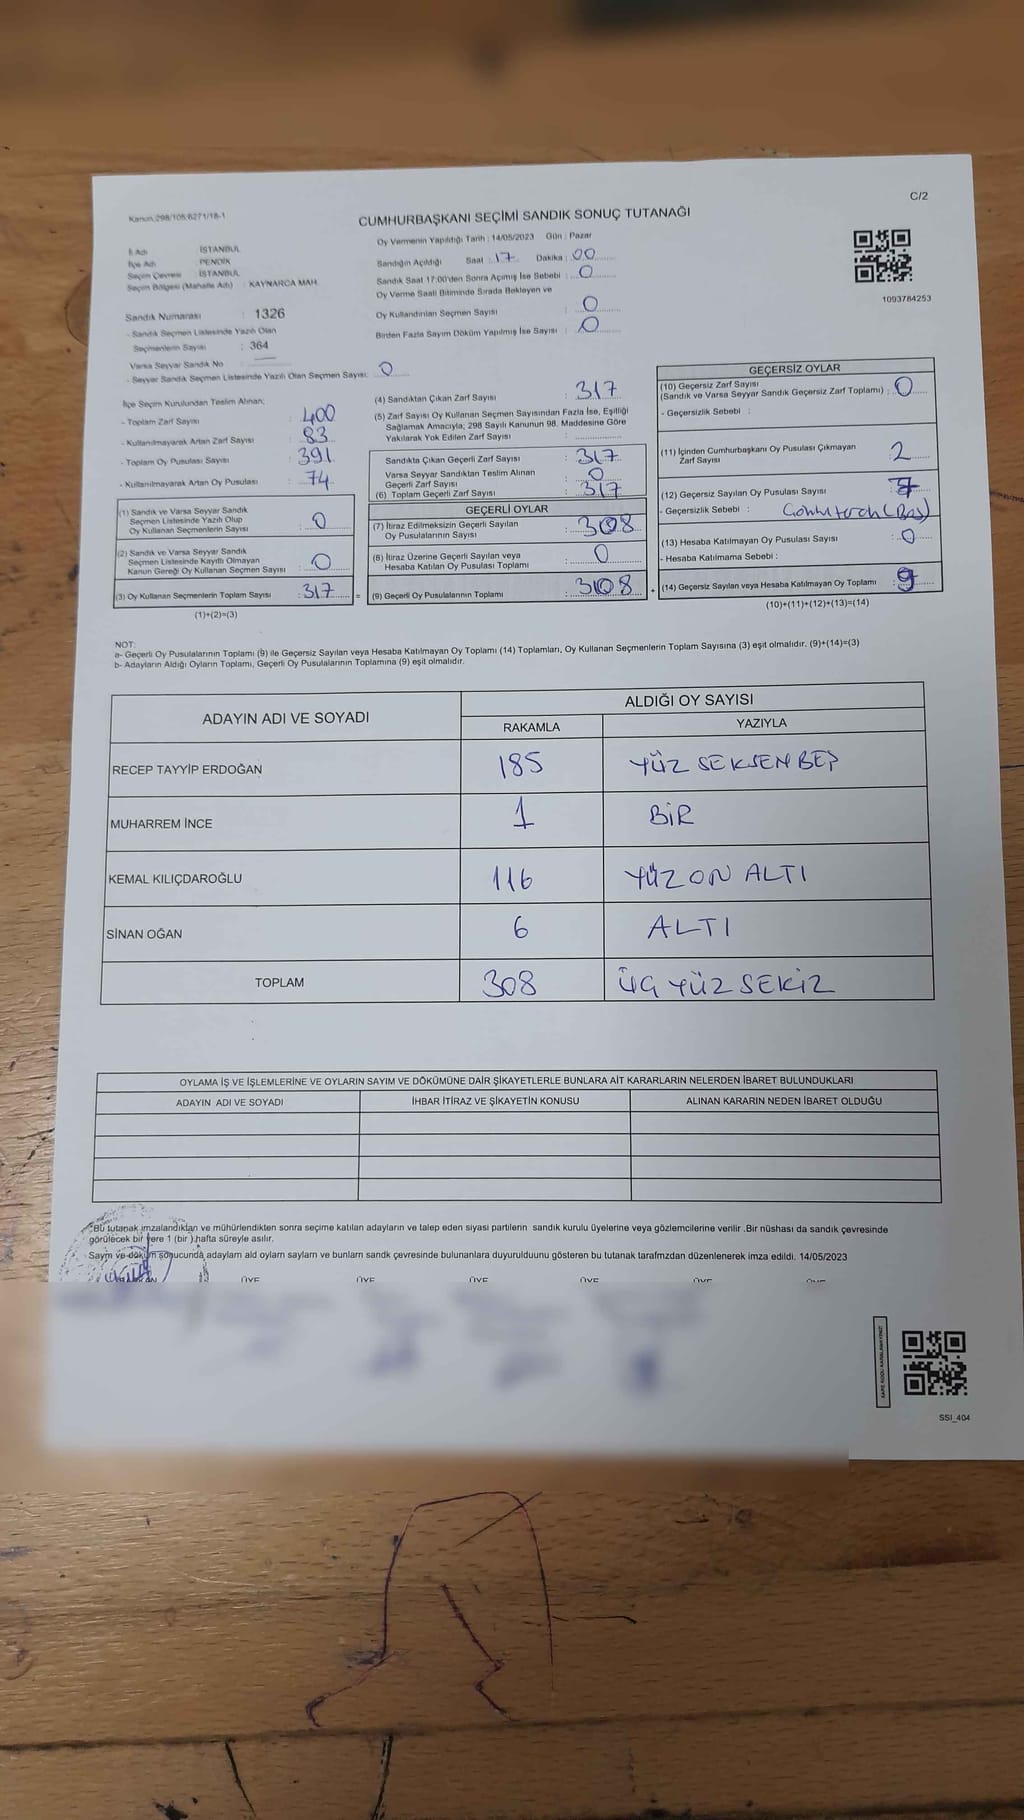 C/2
Kanun:298/105:6271/18-1
CUMHURBAŞKANI SEÇİMİ SANDIK SONUÇ TUTANAĞI
İl Adı İSTANBUL
İlçe Adı PENDİK
Seçim Çevresi İSTANBUL
Seçim Bölgesi (Mahalle Adı) : KAYNARCA MAH.
Oy Vermenin Yapıldığı Tarih : 14/05/2023 Gün : Pazar
Sandığın Açıldığı Saat : 17 Dakika : 00
Sandık Saat 17:00'den Sonra Açılmış İse Sebebi : 0
Oy Verme Saati Bitiminde Sırada Bekleyen ve
Oy Kullandırılan Seçmen Sayısı : 0
Birden Fazla Sayım Döküm Yapılmış İse Sayısı : 0
1093784253
Sandık Numarası : 1326
- Sandık Seçmen Listesinde Yazılı Olan
Seçmenlerin Sayısı : 364
Varsa Seyyar Sandık No
- Seyyar Sandık Seçmen Listesinde Yazılı Olan Seçmen Sayısı: 0
İlçe Seçim Kurulundan Teslim Alınan;
- Toplam Zarf Sayısı : 400
- Kullanılmayarak Artan Zarf Sayısı : 83
- Toplam Oy Pusulası Sayısı : 391
- Kullanılmayarak Artan Oy Pusulası : 74
(1) Sandık ve Varsa Seyyar Sandık
Seçmen Listesinde Yazılı Olup
Oy Kullanan Seçmenlerin Sayısı : 0
(2) Sandık ve Varsa Seyyar Sandık
Seçmen Listesinde Kayıtlı Olmayan
Kanun Gereği Oy Kullanan Seçmen Sayısı : 0
(3) Oy Kullanan Seçmenlerin Toplam Sayısı : 317 =
(1)+(2)=(3)
(4) Sandıktan Çıkan Zarf Sayısı : 317
(5) Zarf Sayısı Oy Kullanan Seçmen Sayısından Fazla İse, Eşitliği
Sağlamak Amacıyla; 298 Sayılı Kanunun 98. Maddesine Göre
Yakılarak Yok Edilen Zarf Sayısı :
Sandıkta Çıkan Geçerli Zarf Sayısı : 317
Varsa Seyyar Sandıktan Teslim Alınan
Geçerli Zarf Sayısı : 0
(6) Toplam Geçerli Zarf Sayısı : 317
GEÇERLİ OYLAR
(7) İtiraz Edilmeksizin Geçerli Sayılan
Oy Pusulalarının Sayısı : 308
(8) İtiraz Üzerine Geçerli Sayılan veya
Hesaba Katılan Oy Pusulası Toplamı : 0
(9) Geçerli Oy Pusulalarının Toplamı : 308 +
GEÇERSİZ OYLAR
(10) Geçersiz Zarf Sayısı
(Sandık ve Varsa Seyyar Sandık Geçersiz Zarf Toplamı) : 0
- Geçersizlik Sebebi :
(11) İçinden Cumhurbaşkanı Oy Pusulası Çıkmayan
Zarf Sayısı : 2
(12) Geçersiz Sayılan Oy Pusulası Sayısı : 7
- Geçersizlik Sebebi :
(13) Hesaba Katılmayan Oy Pusulası Sayısı : 0
- Hesaba Katılmama Sebebi :
(14) Geçersiz Sayılan veya Hesaba Katılmayan Oy Toplamı : 9
(10)+(11)+(12)+(13)=(14)
NOT:
a- Geçerli Oy Pusulalarının Toplamı (9) ile Geçersiz Sayılan veya Hesaba Katılmayan Oy Toplamı (14) Toplamları, Oy Kullanan Seçmenlerin Toplam Sayısına (3) eşit olmalıdır. (9)+(14)=(3)
b- Adayların Aldığı Oyların Toplamı, Geçerli Oy Pusulalarının Toplamına (9) eşit olmalıdır.
ADAYIN ADI VE SOYADI ALDIĞI OY SAYISI
RAKAMLA YAZIYLA
RECEP TAYYİP ERDOĞAN 185 YÜZ SEKSEN BEŞ
MUHARREM İNCE 1 BİR
KEMAL KILIÇDAROĞLU 116 YÜZ ON ALTI
SİNAN OĞAN 6 ALTI
TOPLAM 308 ÜÇ YÜZ SEKİZ
OYLAMA İŞ VE İŞLEMLERİNE VE OYLARIN SAYIM VE DÖKÜMÜNE DAİR ŞİKAYETLERLE BUNLARA AİT KARARLARIN NELERDEN İBARET BULUNDUKLARI
ADAYIN ADI VE SOYADI İHBAR İTİRAZ VE ŞİKAYETİN KONUSU ALINAN KARARIN NEDEN İBARET OLDUĞU
*Bu tutanak imzalandıktan ve mühürlendikten sonra seçime katılan adayların ve talep eden siyasi partilerin sandık kurulu üyelerine veya gözlemcilerine verilir .Bir nüshası da sandık çevresinde
görülecek bir yere 1 (bir ) hafta süreyle asılır.
Sayım ve döküm sonucunda adaylarn ald oylarn saylarn ve bunlarn sandk çevresinde bulunanlara duyurulduunu gösteren bu tutanak tarafmzdan düzenlenerek imza edildi. 14/05/2023
ÜYE ÜYE ÜYE ÜYE ÜYE ÜYE
SSI_404